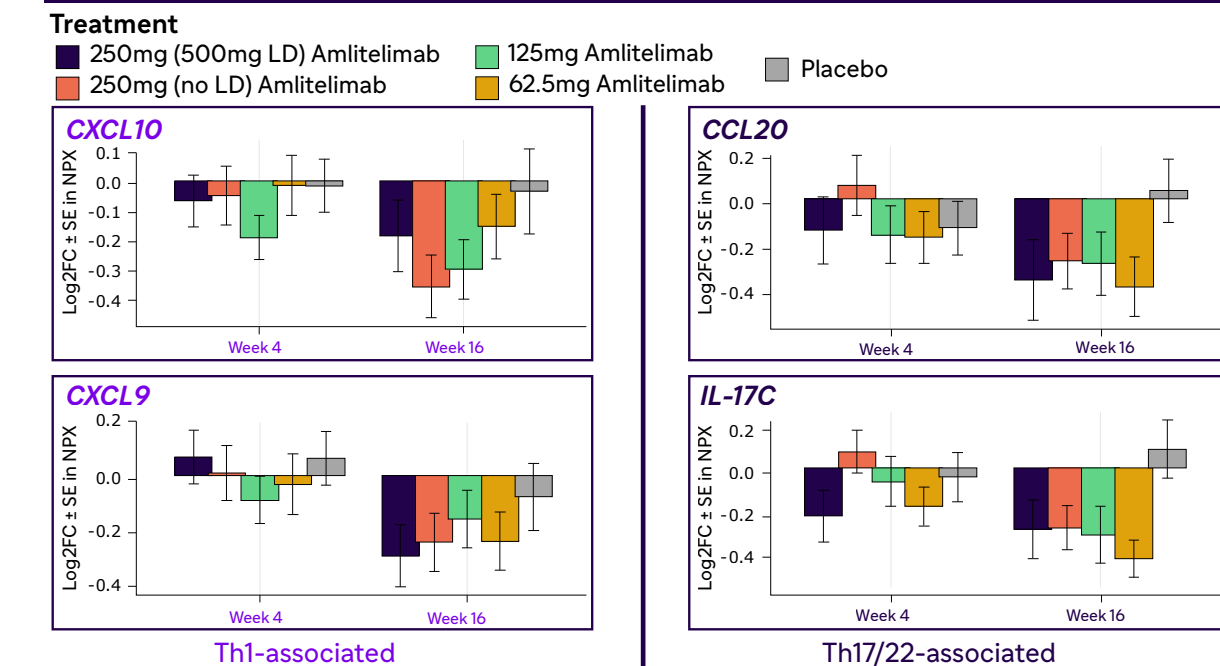 Treatment
250mg (500mg LD) Amlitelimab
125mg Amlitelimab
Placebo
250mg (no LD) Amlitelimab
62.5mg Amlitelimab
CXCL10
Log2FC ± SE in NPX
0.1
0.0
-0.1
-0.2
-0.3
-0.4
Week 4
Week 16
CCL20
Log2FC ± SE in NPX
0.2
0.0
-0.2
-0.4
Week 4
Week 16
CXCL9
Log2FC ± SE in NPX
0.2
0.0
-0.2
-0.4
Week 4
Week 16
IL-17C
Log2FC ± SE in NPX
0.2
0.0
-0.2
-0.4
Week 4
Week 16
Th1-associated
Th17/22-associated